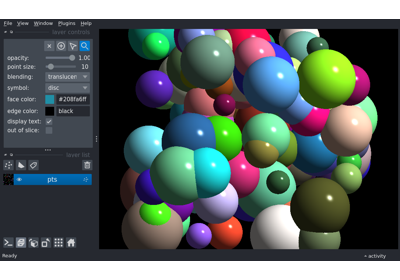 File View Window Plugins Help
layer controls
opacity: 1.00
point size: 10
blending: translucen
symbol: disc
face color: #208fa6ff
edge color: black
display text:
out of slice:
layer list
pts
Ready
activity